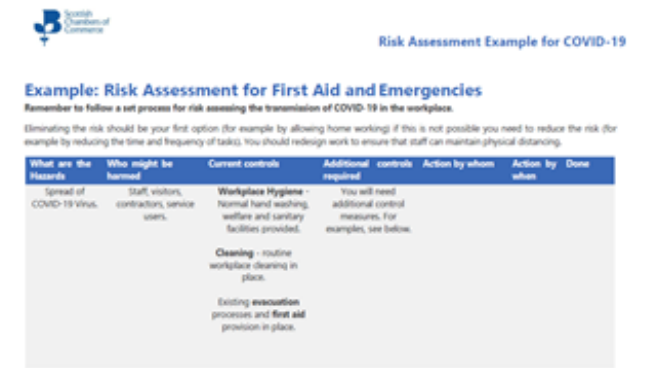 Scottish
Chambers of
Commerce
Risk Assessment Example for COVID-19
Example: Risk Assessment for First Aid and Emergencies
Remember to follow a set process for risk assessing the transmission of COVID-19 in the workplace.
Eliminating the risk should be your first option (for example by allowing home working) if this is not possible you need to reduce the risk (for
example by reducing the time and frequency of tasks). You should redesign work to ensure that staff can maintain physical distancing.
What are the Hazards
Who might be harmed
Current controls
Additional controls required
Action by whom
Action by when
Done
Spread of
COVID-19 Virus.
Staff, visitors,
contractors, service
users.
Workplace Hygiene -
Normal hand washing,
welfare and sanitary
facilities provided.
Cleaning - routine
workplace cleaning in
place.
Existing evacuation
processes and first aid
provision in place.
You will need
additional control
measures. For
examples, see below.